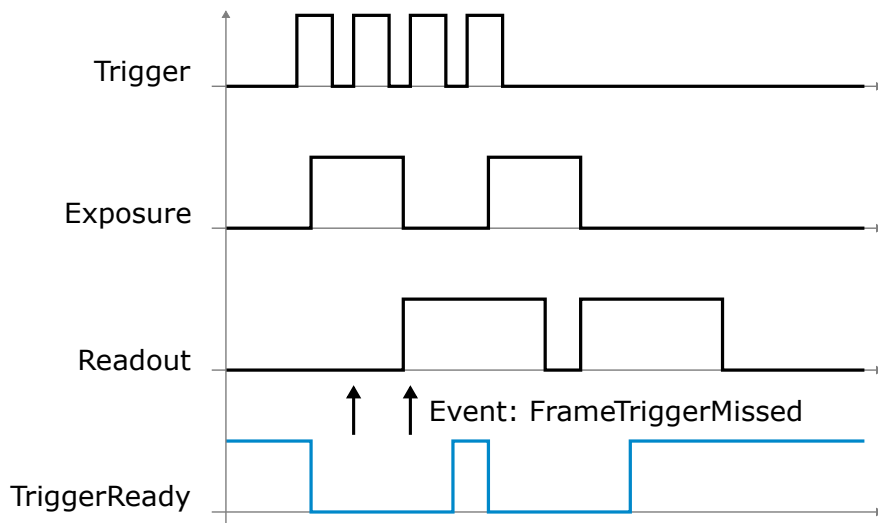 Trigger
Exposure
Readout
Event: FrameTriggerMissed
TriggerReady